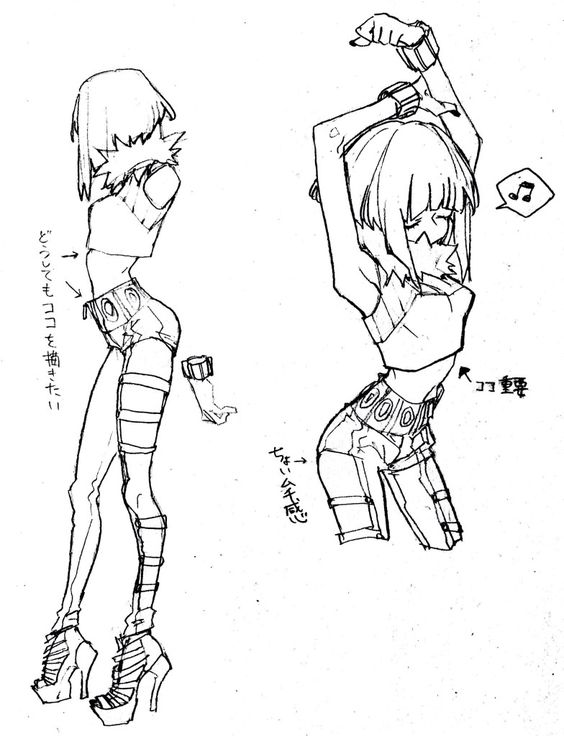 どうしてもココを描きたい
ココ重要
ちょいムチ感